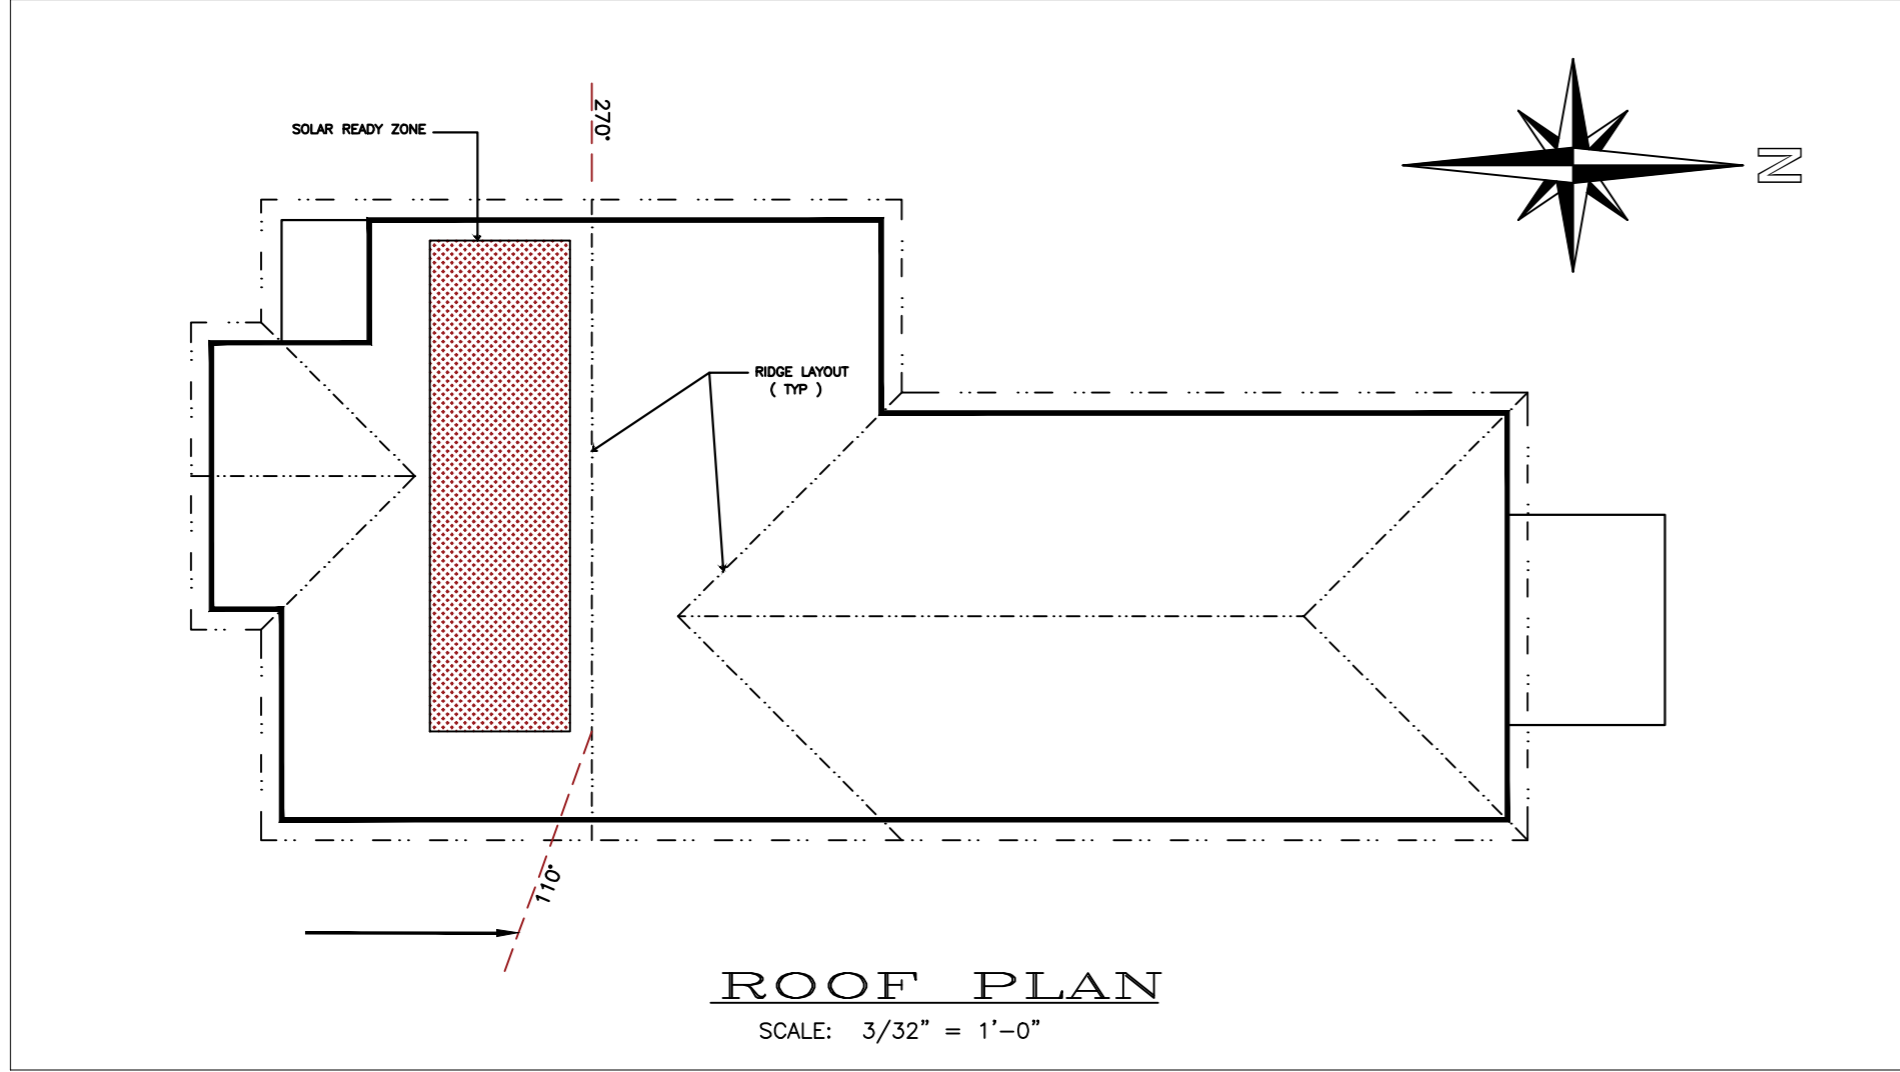 270°
SOLAR READY ZONE
N
RIDGE LAYOUT
( TYP )
110°
ROOF PLAN
SCALE: 3/32" = 1'-0"